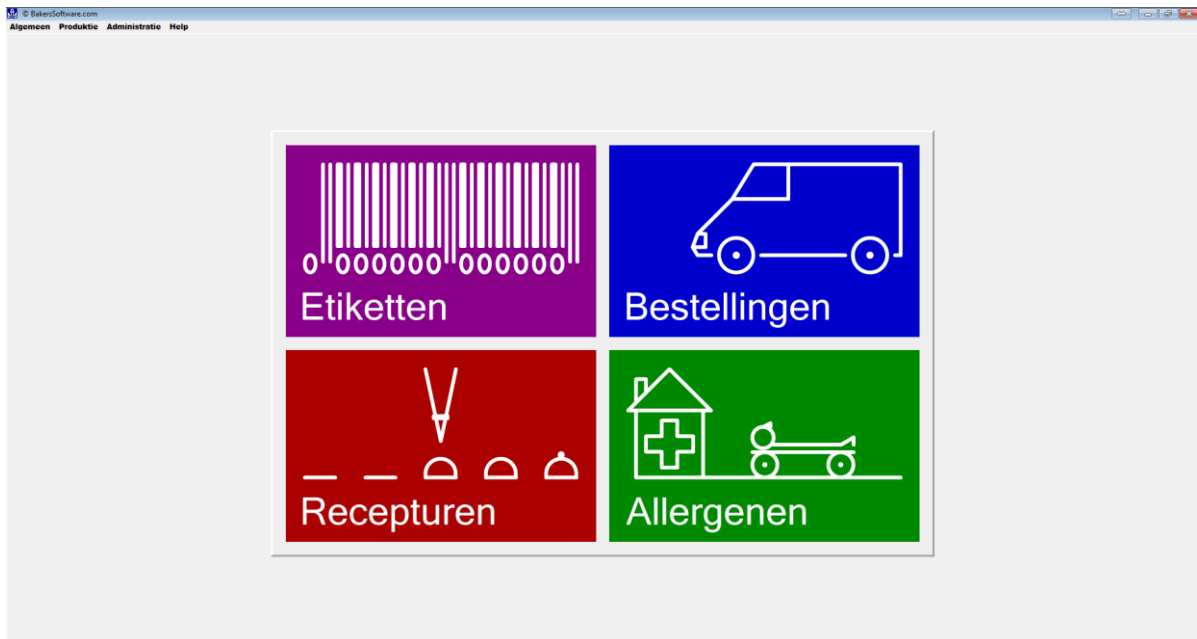 © BakersSoftware.com
Algemeen Produktie Administratie Help
0 000000 000000
Etiketten
Bestellingen
Recepturen
Allergenen